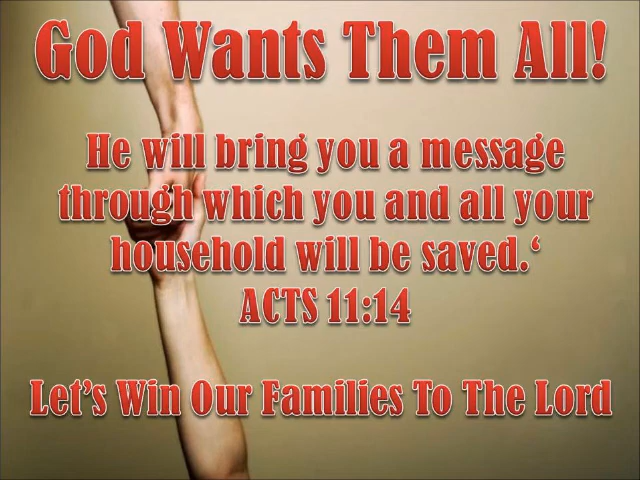 God Wants Them All!
He will bring you a message
through which you and all your
household will be saved.‘
ACTS 11:14
Let’s Win Our Families To The Lord